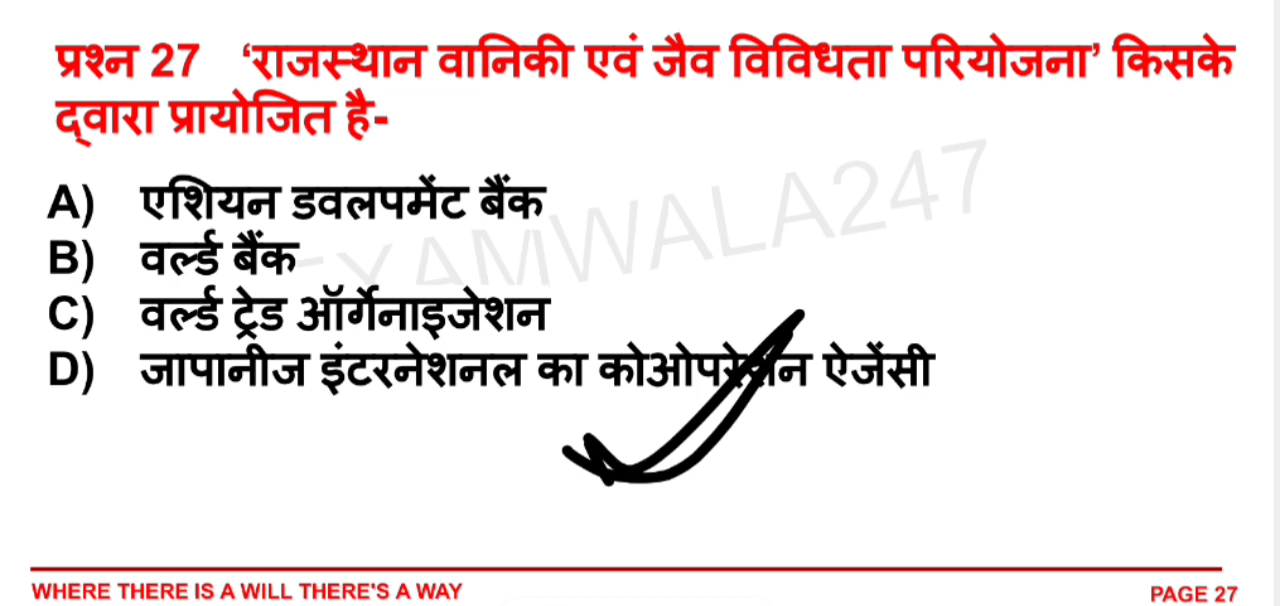 प्रश्न 27 ‘राजस्थान वानिकी एवं जैव विविधता परियोजना’ किसके
द्वारा प्रायोजित है-
A) एशियन डवलपमेंट बैंक
B) वर्ल्ड बैंक
C) वर्ल्ड ट्रेड ऑर्गेनाइजेशन
D) जापानीज इंटरनेशनल का कोओपरेशन ऐजेंसी
EXAMWALA247
WHERE THERE IS A WILL THERE'S A WAY
PAGE 27